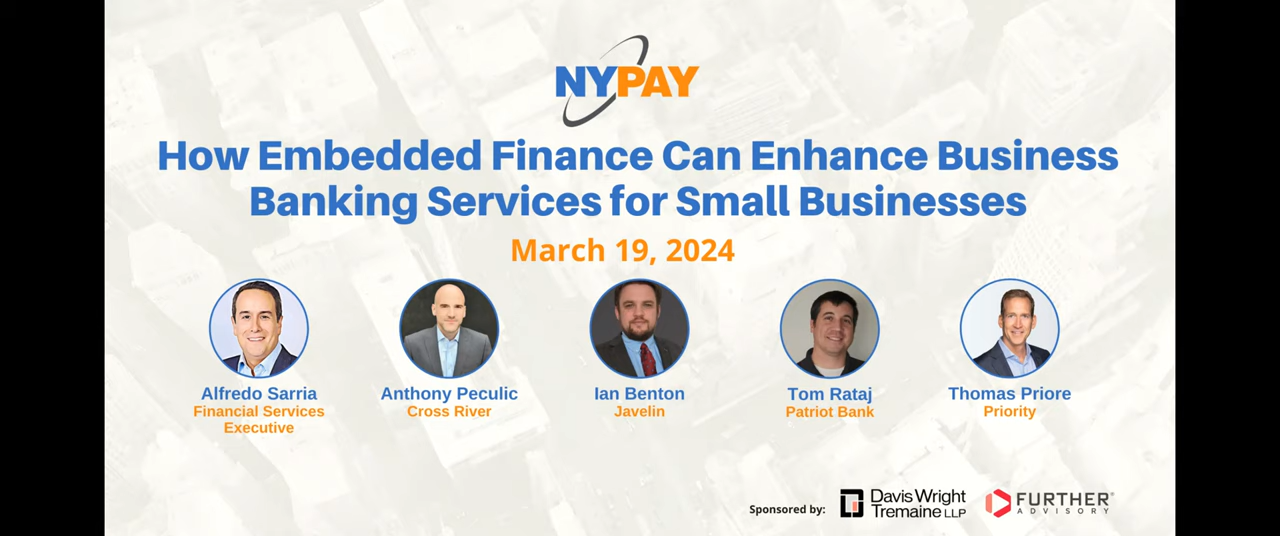 NYPAY
How Embedded Finance Can Enhance Business
Banking Services for Small Businesses
March 19, 2024
Alfredo Sarria
Financial Services
Executive
Anthony Peculic
Cross River
Ian Benton
Javelin
Tom Rataj
Patriot Bank
Thomas Priore
Priority
Sponsored by:
Davis Wright
Tremaine LLP
FURTHER®
ADVISORY